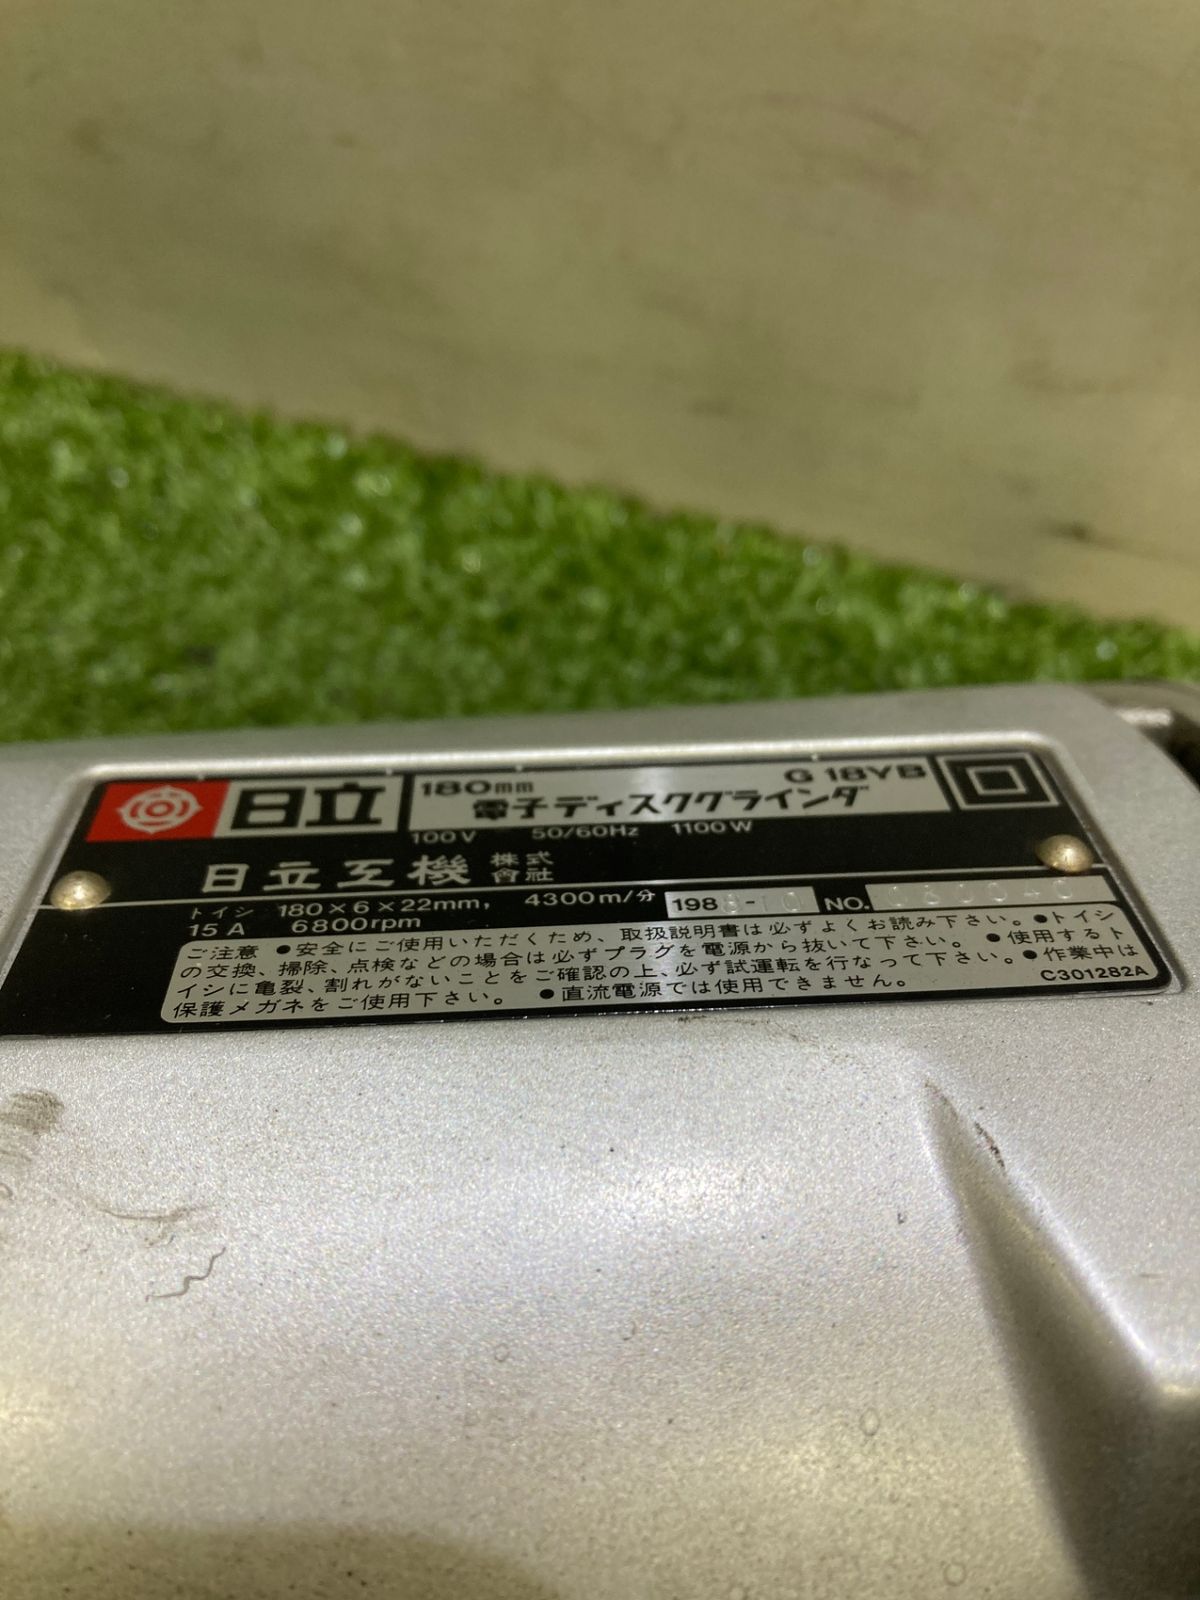 日立
180mm G18YB
電子ディスクグラインダ
100V 50/60Hz 1100W
日立工機 株式會社
トイシ 180×6×22mm, 4300m/分
15A 6800rpm
198 NO.
ご注意 ●安全にご使用いただくため、取扱説明書は必ずよくお読み下さい。●トイシ
の交換、掃除、点検などの場合は必ずプラグを電源から抜いて下さい。 ●使用するト
イシに亀裂、割れがないことをご確認の上、必ず試運転を行なって下さい。●作業中は
保護メガネをご使用下さい。 ●直流電源では使用できません。
C301282A